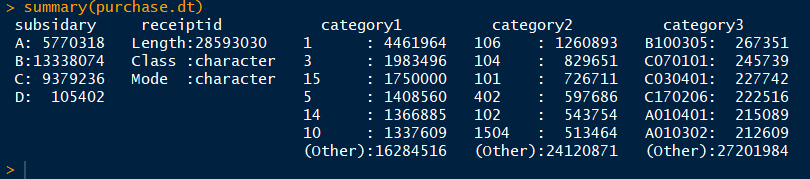 > summary(purchase.dt)
subsidary    receiptid          category1          category2         category3
A: 5770318   Length:28593030    1      : 4461964   106    : 1260893   B100305:  267351
B:13338074   Class :character   3      : 1983496   104    :  829651   C070101:  245739
C: 9379236   Mode  :character   15     : 1750000   101    :  726711   C030401:  227742
D:  105402                      5      : 1408560   402    :  597686   C170206:  222516
                                14     : 1366885   102    :  543754   A010401:  215089
                                10     : 1337609   1504   :  513464   A010302:  212609
                                (Other):16284516   (Other):24120871   (Other):27201984
>